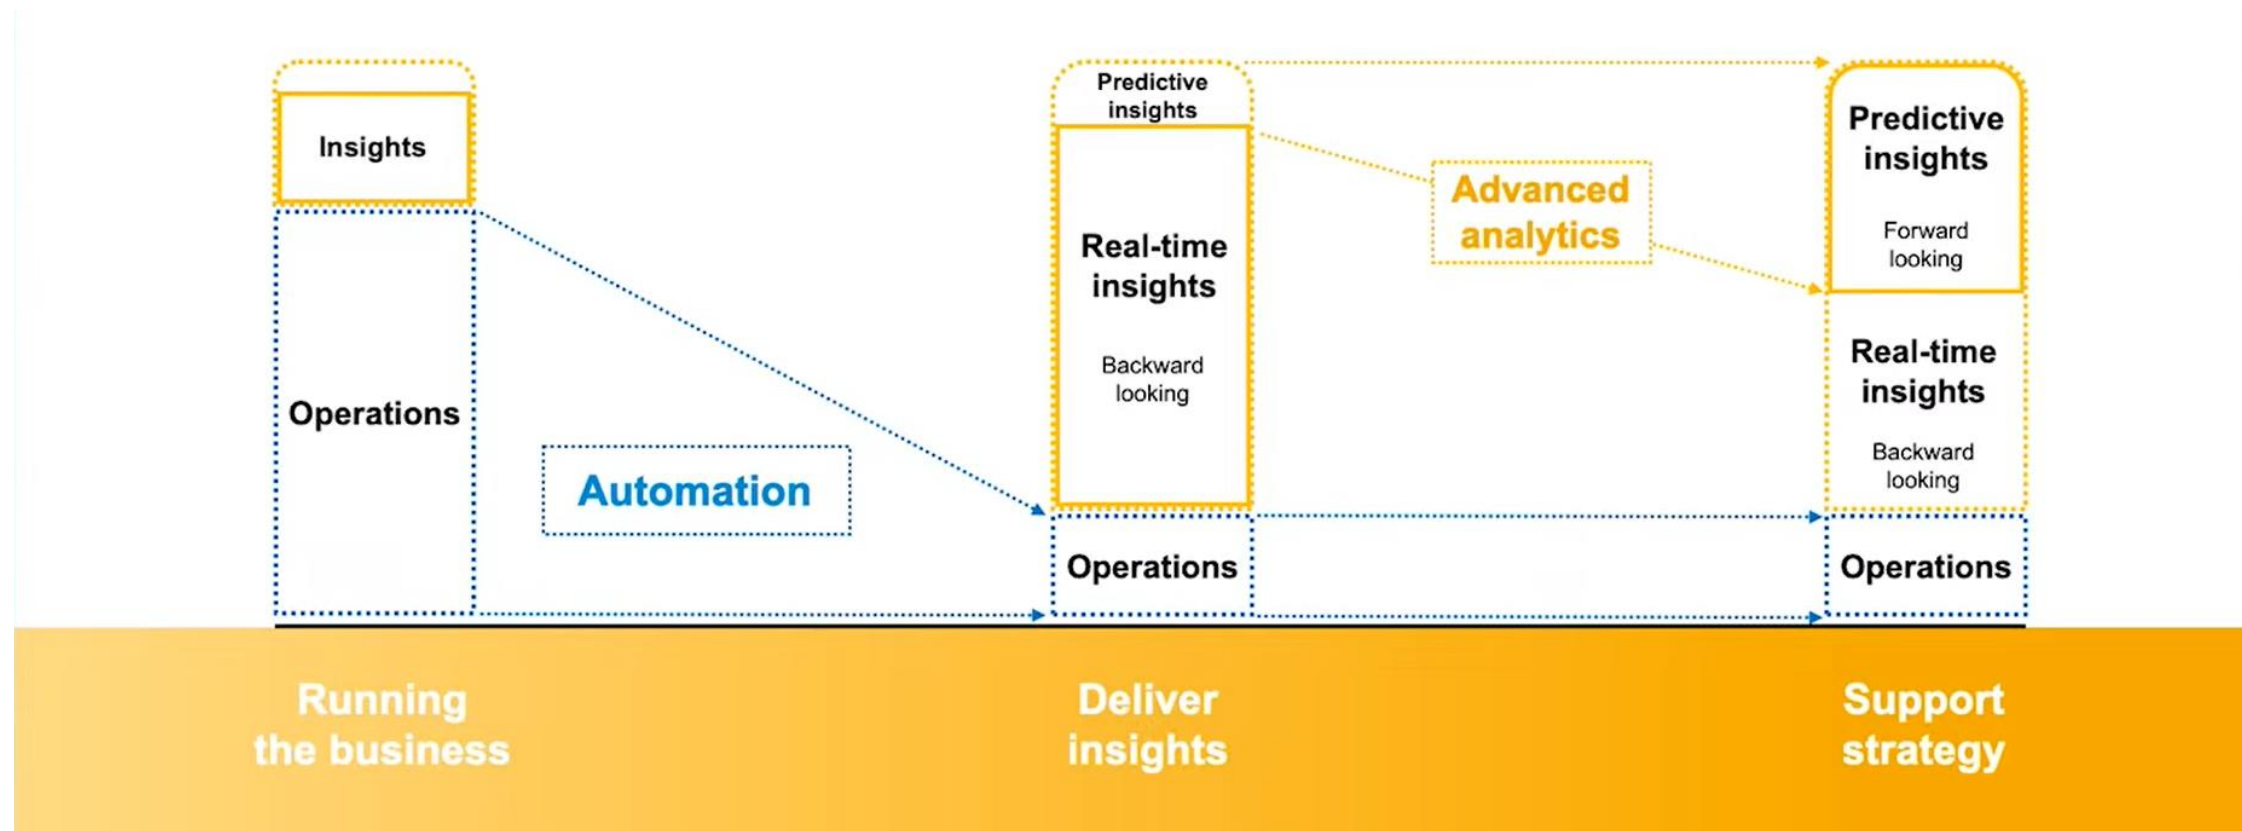 Insights
Operations
Automation
Predictive
insights
Real-time
insights
Backward
looking
Operations
Advanced
analytics
Predictive
insights
Forward
looking
Real-time
insights
Backward
looking
Operations
Running
the business
Deliver
insights
Support
strategy